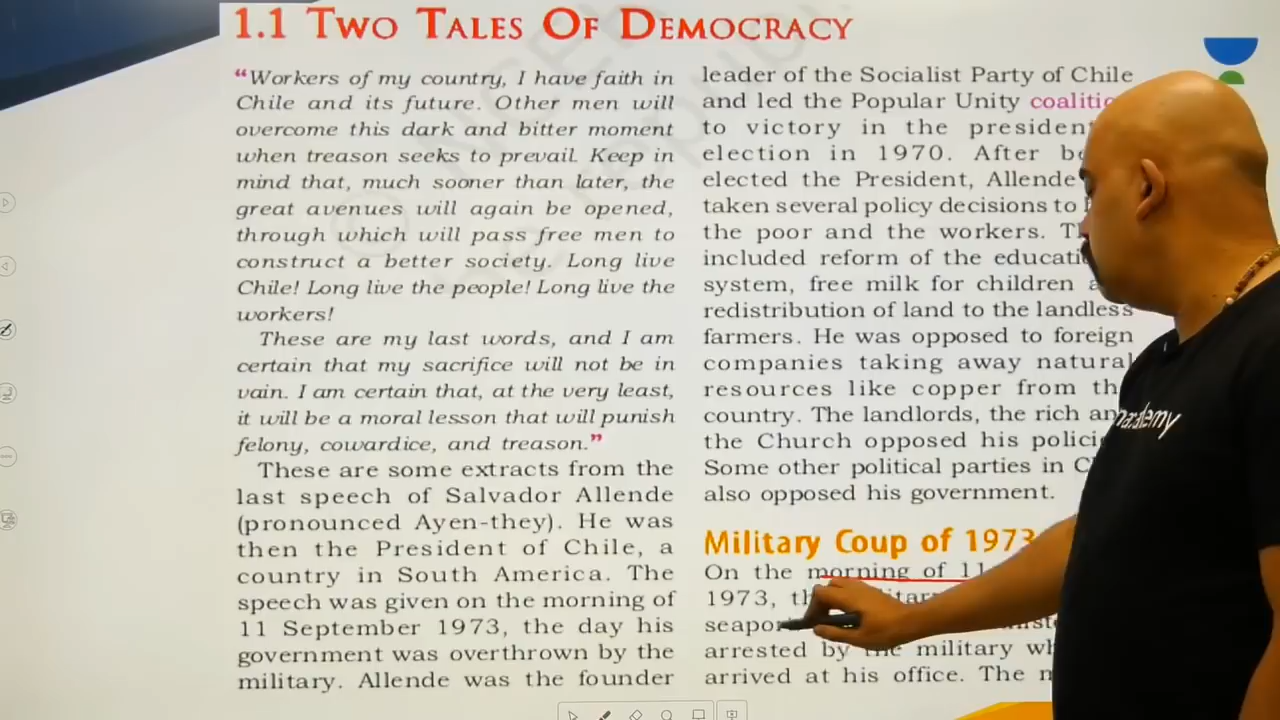 1.1 TWO TALES OF DEMOCRACY
“Workers of my country, I have faith in
Chile and its future. Other men will
overcome this dark and bitter moment
when treason seeks to prevail. Keep in
mind that, much sooner than later, the
great avenues will again be opened,
through which will pass free men to
construct a better society. Long live
Chile! Long live the people! Long live the
workers!
These are my last words, and I am
certain that my sacrifice will not be in
vain. I am certain that, at the very least,
it will be a moral lesson that will punish
felony, cowardice, and treason.”
These are some extracts from the
last speech of Salvador Allende
(pronounced Ayen-they). He was
then the President of Chile, a
country in South America. The
speech was given on the morning of
11 September 1973, the day his
government was overthrown by the
military. Allende was the founder
leader of the Socialist Party of Chile
and led the Popular Unity
to victory in the
election in 1970. After
elected the President, Allende
taken several policy decisions to
the poor and the workers.
included reform of the
system, free milk for children
redistribution of land to the landless
farmers. He was opposed to foreign
companies taking away natural
resources like copper from
country. The landlords, the rich
the Church opposed his
Some other political parties in
also opposed his government.
Military Coup of 1973
On the morning of 11
1973,
arrested by the military
arrived at his office. The